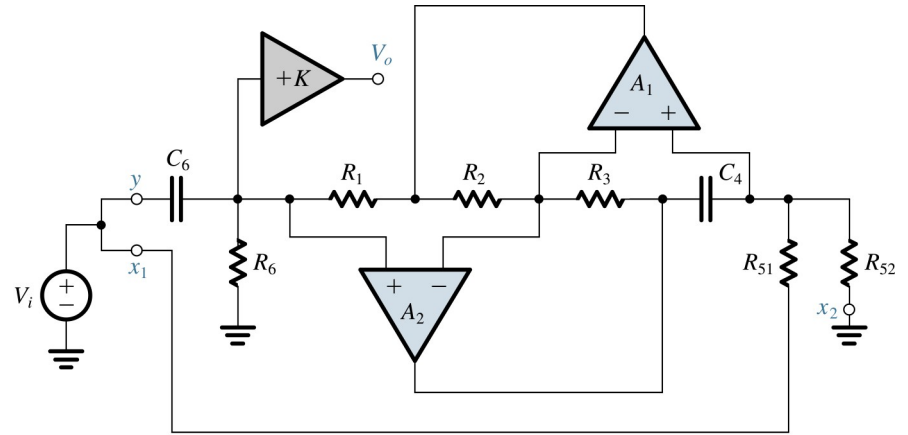 +K
V_o
A_1
− +
C_6
y
R_1
R_2
R_3
C_4
x_1
V_i
+
−
R_6
+ −
A_2
R_51
R_52
x_2